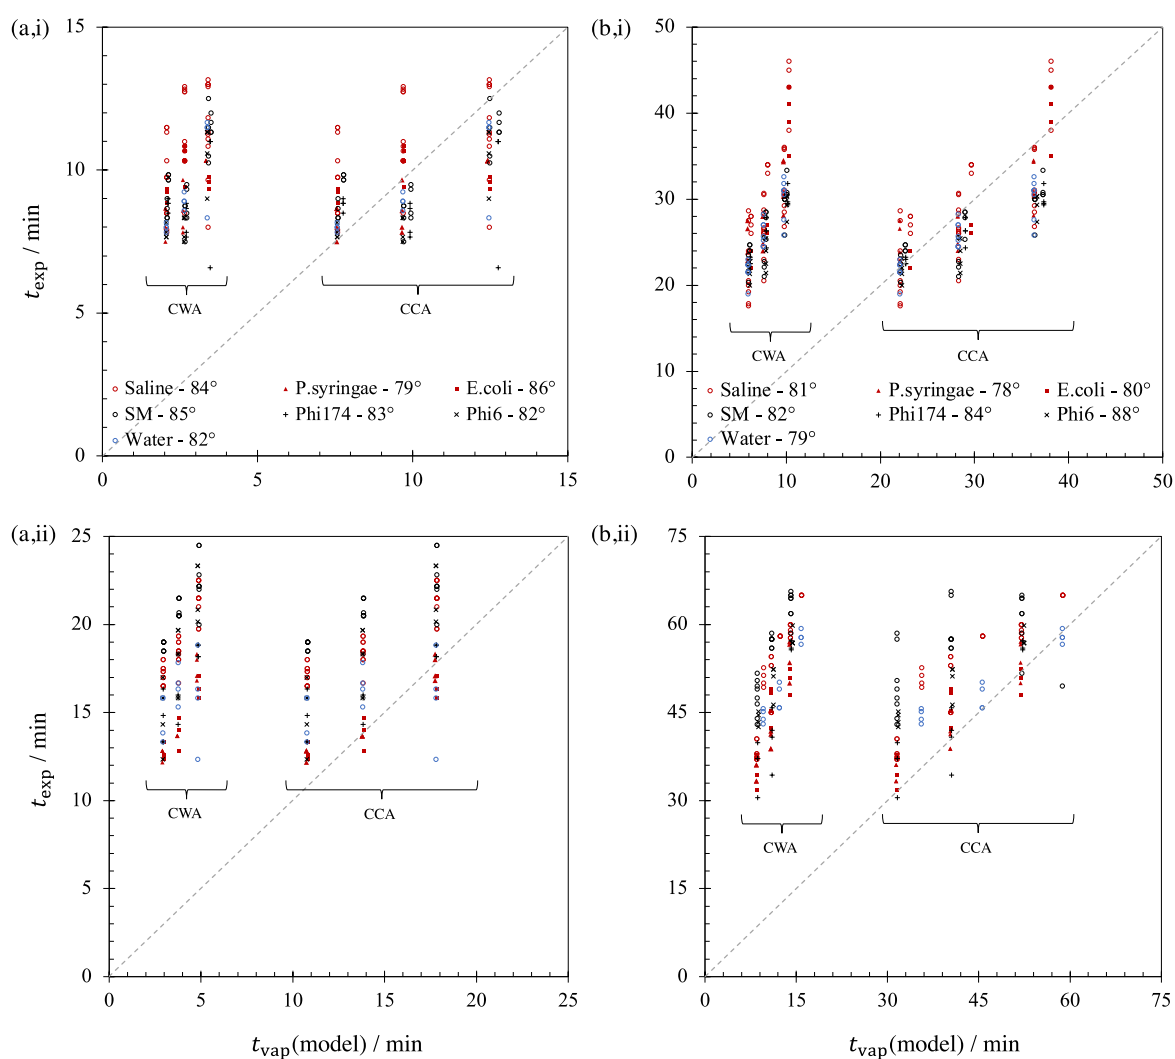 (a,i)
15
10
5
0
0 5 10 15
t_exp / min
CWA
CCA
Saline - 84° P.syringae - 79° E.coli - 86°
SM - 85° Phi174 - 83° Phi6 - 82°
Water - 82°
(b,i)
50
40
30
20
10
0
0 10 20 30 40 50
CWA
CCA
Saline - 81° P.syringae - 78° E.coli - 80°
SM - 82° Phi174 - 84° Phi6 - 88°
Water - 79°
(a,ii)
25
20
15
10
5
0
0 5 10 15 20 25
t_exp / min
CWA
CCA
t_vap(model) / min
(b,ii)
75
60
45
30
15
0
0 15 30 45 60 75
CWA
CCA
t_vap(model) / min